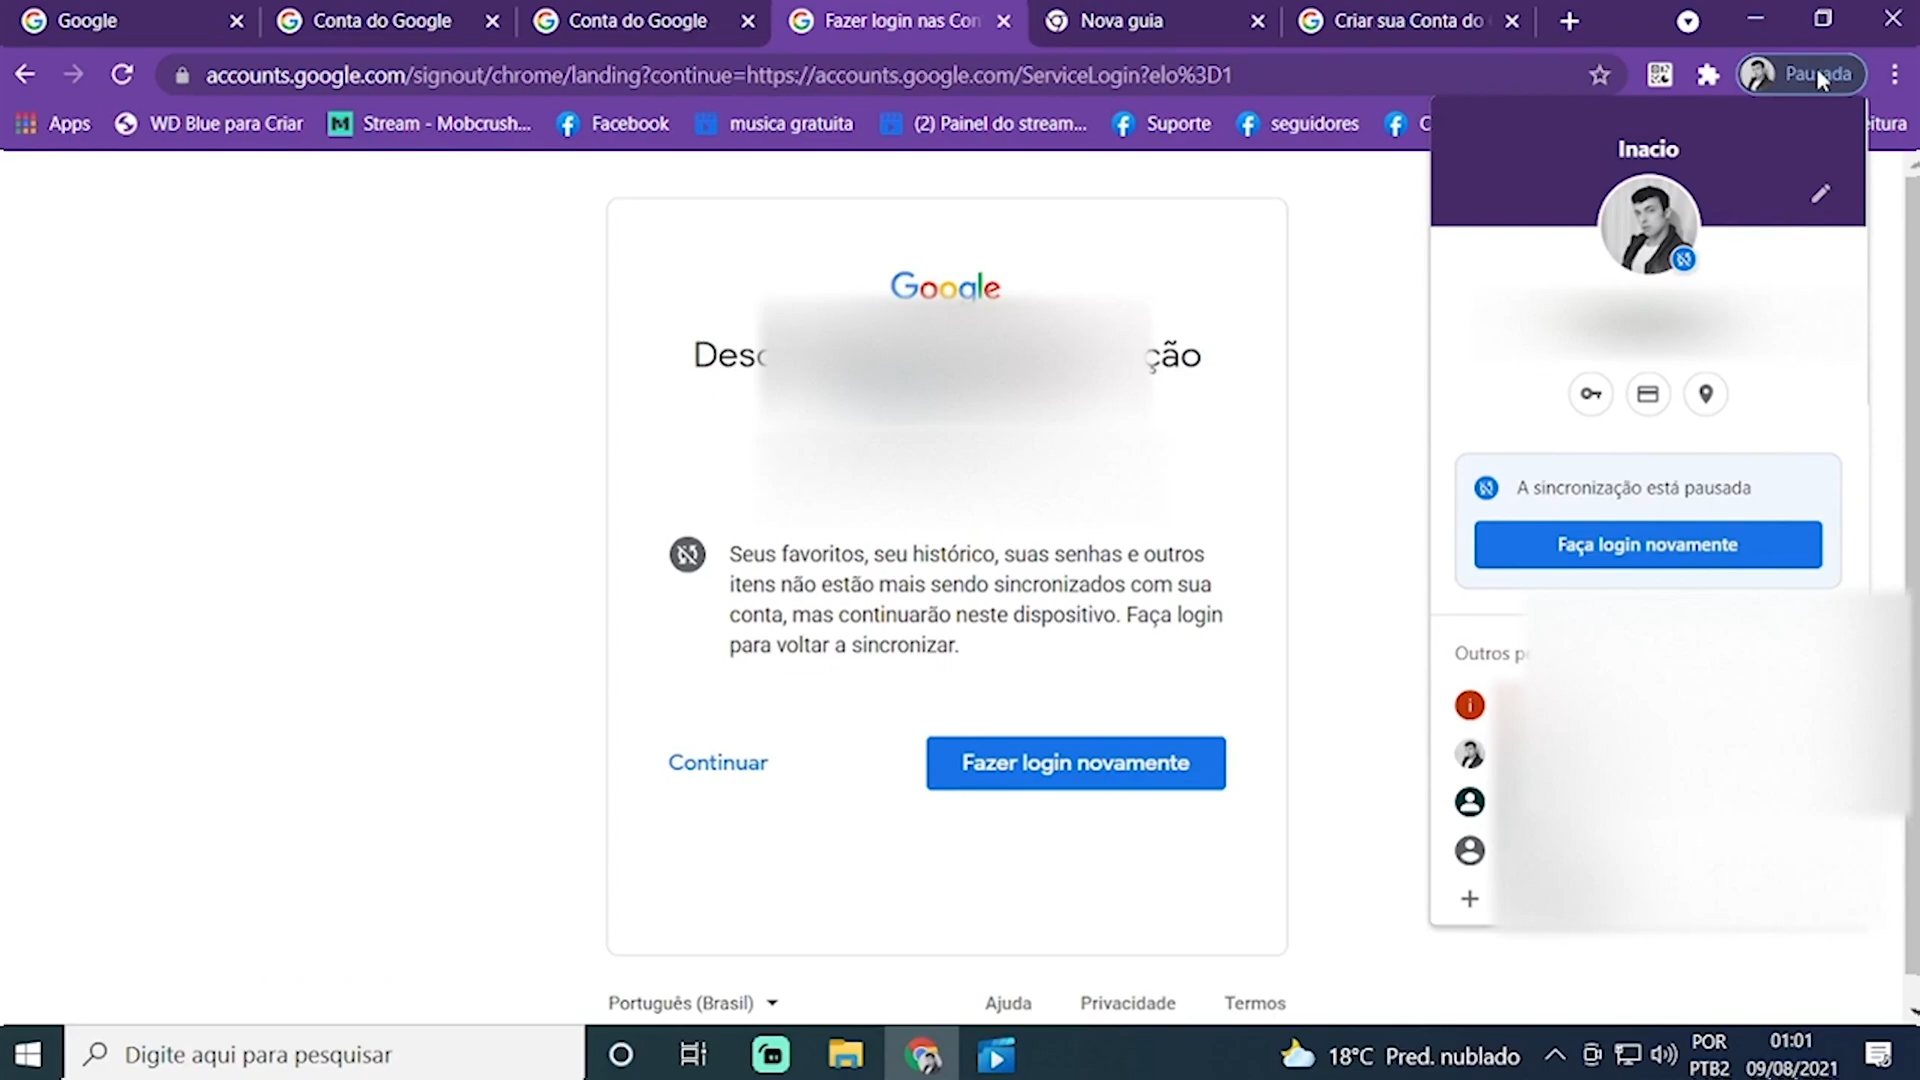 Google
Conta do Google
Conta do Google
Fazer login nas Con
Nova guia
Criar sua Conta do
accounts.google.com/signout/chrome/landing?continue=https://accounts.google.com/ServiceLogin?elo%3D1
Pausada
Apps
WD Blue para Criar
Stream - Mobcrush...
Facebook
musica gratuita
(2) Painel do stream...
Suporte
seguidores
C
eitura
Inacio
Google
Desc
ção
A sincronização está pausada
Faça login novamente
Seus favoritos, seu histórico, suas senhas e outros
itens não estão mais sendo sincronizados com sua
conta, mas continuarão neste dispositivo. Faça login
para voltar a sincronizar.
Outros p
i
Continuar
Fazer login novamente
Português (Brasil)
Ajuda
Privacidade
Termos
Digite aqui para pesquisar
18°C Pred. nublado
POR
PTB2
01:01
09/08/2021